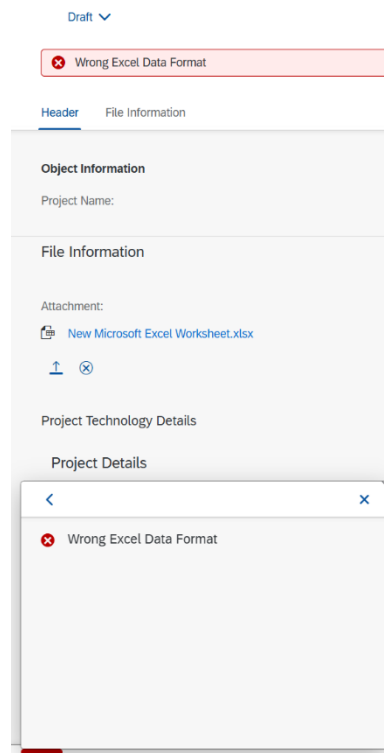 Draft
Wrong Excel Data Format
Header File Information
Object Information
Project Name:
File Information
Attachment:
New Microsoft Excel Worksheet.xlsx
Project Technology Details
Project Details
Wrong Excel Data Format